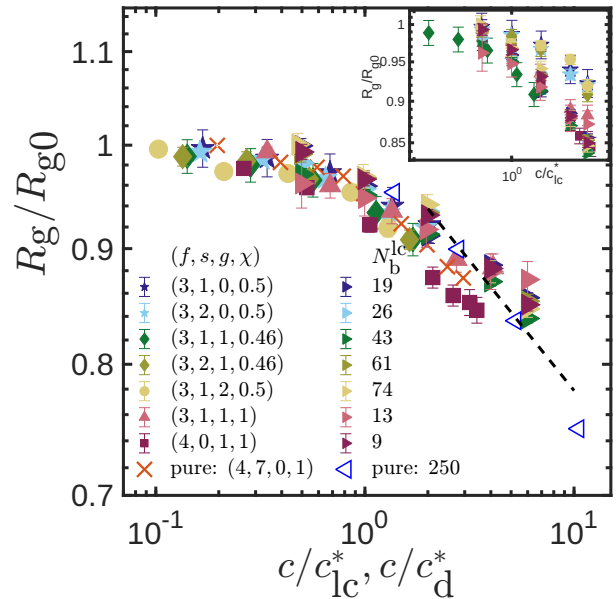 1.1
1
0.9
0.8
0.7
R_g/R_g0
10^-1
10^0
10^1
c/c*_lc, c/c*_d
(f, s, g, χ) N_b^lc
(3, 1, 0, 0.5) 19
(3, 2, 0, 0.5) 26
(3, 1, 1, 0.46) 43
(3, 2, 1, 0.46) 61
(3, 1, 2, 0.5) 74
(3, 1, 1, 1) 13
(4, 0, 1, 1) 9
pure: (4, 7, 0, 1) pure: 250
1
0.95
0.9
0.85
R_g/R_g0
10^0
c/c*_lc